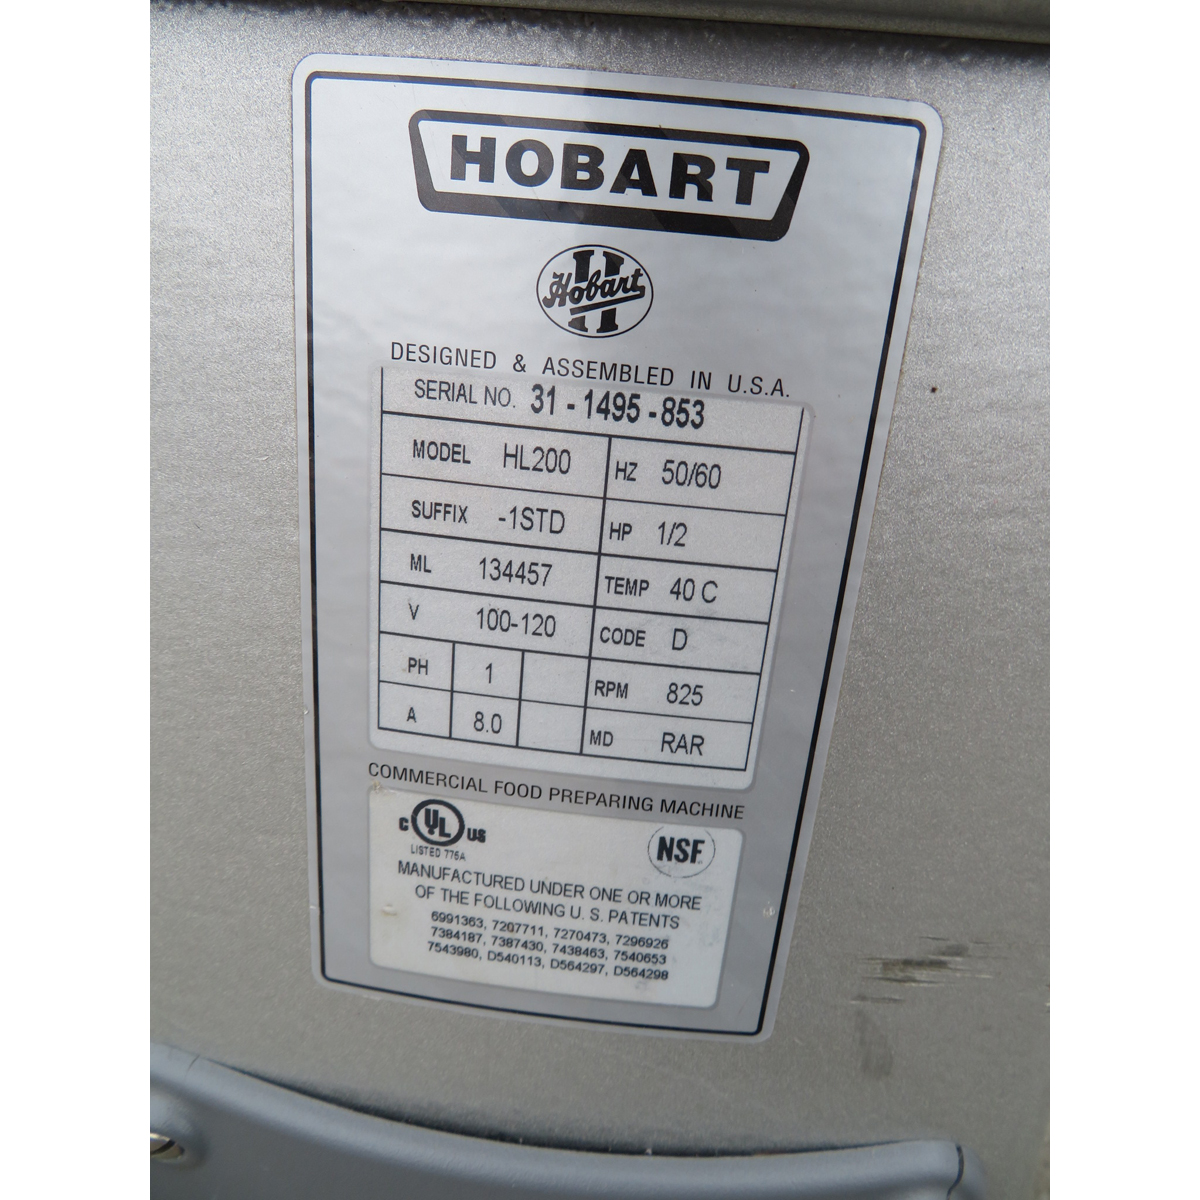 HOBART
Hobart
H
DESIGNED & ASSEMBLED IN U.S.A.
SERIAL NO. 31-1495-853
MODEL HL200 HZ 50/60
SUFFIX -1STD HP 1/2
ML 134457 TEMP 40 C
V 100-120 CODE D
PH 1 RPM 825
A 8.0 MD RAR
COMMERCIAL FOOD PREPARING MACHINE
C UL US NSF
LISTED 776A
MANUFACTURED UNDER ONE OR MORE
OF THE FOLLOWING U. S. PATENTS
6991363, 7207711, 7270473, 7296926
7384187, 7387430, 7438463, 7540653
7543980, D540113, D564297, D564298